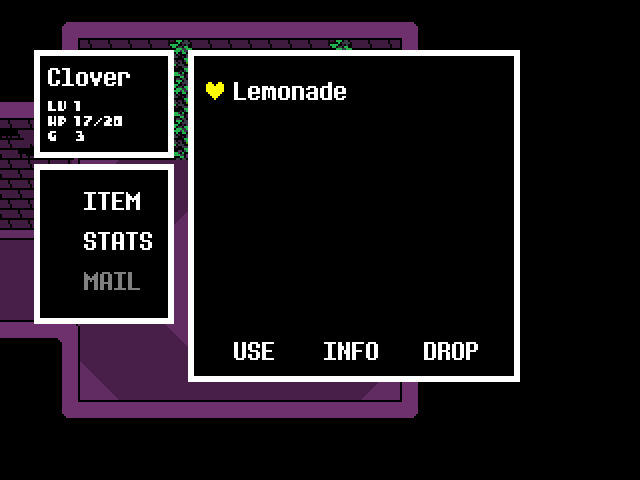 Clover
LV 1
HP 17/20
G 3
ITEM
STATS
MAIL
Lemonade
USE INFO DROP